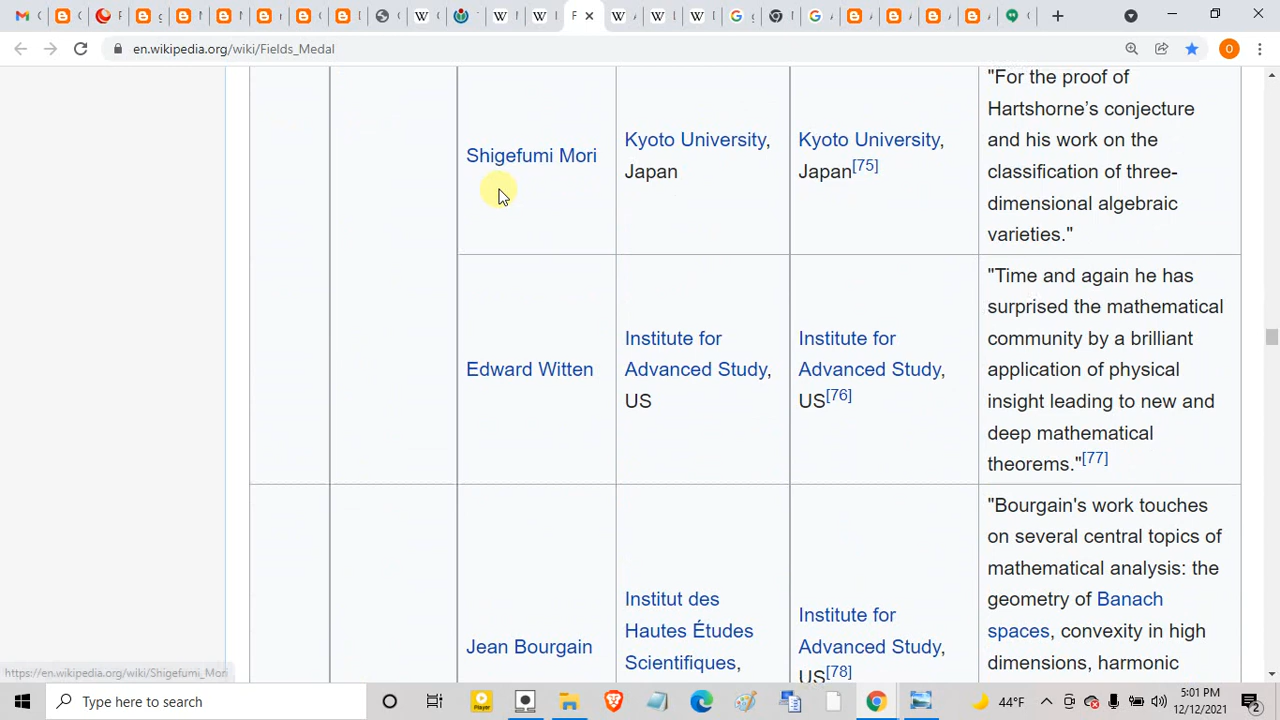 en.wikipedia.org/wiki/Fields_Medal
"For the proof of
Hartshorne’s conjecture
and his work on the
classification of three-
dimensional algebraic
varieties."
Shigefumi Mori
Kyoto University,
Japan
Kyoto University,
Japan[75]
"Time and again he has
surprised the mathematical
community by a brilliant
application of physical
insight leading to new and
deep mathematical
theorems."[77]
Edward Witten
Institute for
Advanced Study,
US
Institute for
Advanced Study,
US[76]
"Bourgain's work touches
on several central topics of
mathematical analysis: the
geometry of Banach
spaces, convexity in high
dimensions, harmonic
Jean Bourgain
Institut des
Hautes Études
Scientifiques,
Institute for
Advanced Study,
US[78]
https://en.wikipedia.org/wiki/Shigefumi_Mori
Type here to search
Player
44°F
5:01 PM
12/12/2021
2